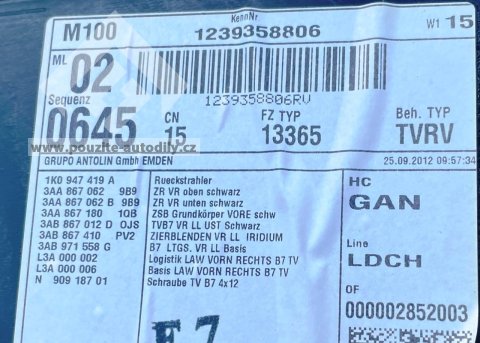 KennNr
M100 1239358806 W1 15
ML
02
1239358806RV
Sequenz CN FZ TYP Beh. TYP
0645 15 13365 TVRV
www.pouzite-autodily.cz
GRUPO ANTOLIN GmbH EMDEN 25.09.2012 09:57:34
1K0 947 419 A Rueckstrahler
3AA 867 062 9B9 ZR VR oben schwarz
3AA 867 062 B 9B9 ZR VR unten schwarz
3AA 867 180 1QB ZSB Grundkörper VORE schw
3AB 867 012 D OJS TVB7 VR LL UST Schwarz
3AB 867 410 PV2 ZIERBLENDEN VR LL IRIDIUM
3AB 971 558 G B7 LTGS. VR LL Basis
L3A 000 002 Logistik LAW VORN RECHTS B7 TV
L3A 000 006 Basis LAW VORN RECHTS B7 TV
N 909 187 01 Schraube TV B7 4x12
HC
GAN
Line
LDCH
OF
000002852003